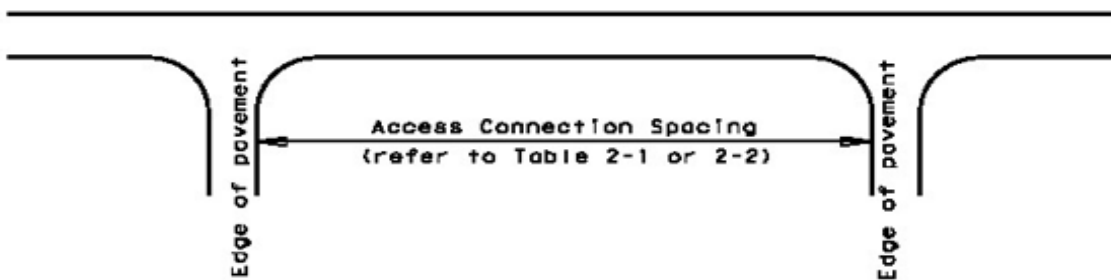 Edge of pavement
Access Connection Spacing
(refer to Table 2-1 or 2-2)
Edge of pavement